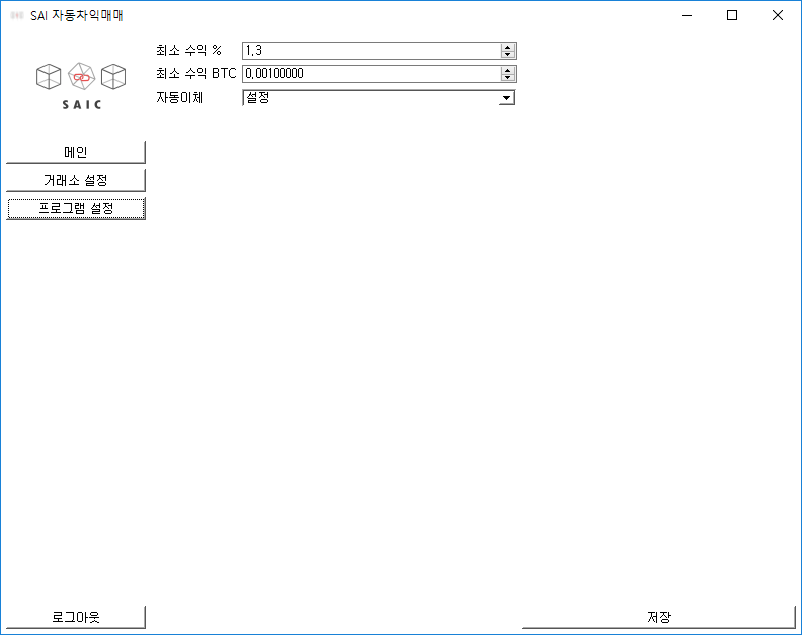 SAI 자동차익매매
SAIC
최소 수익 % 1.3
최소 수익 BTC 0.00100000
자동이체 설정
메인
거래소 설정
프로그램 설정
로그아웃
저장